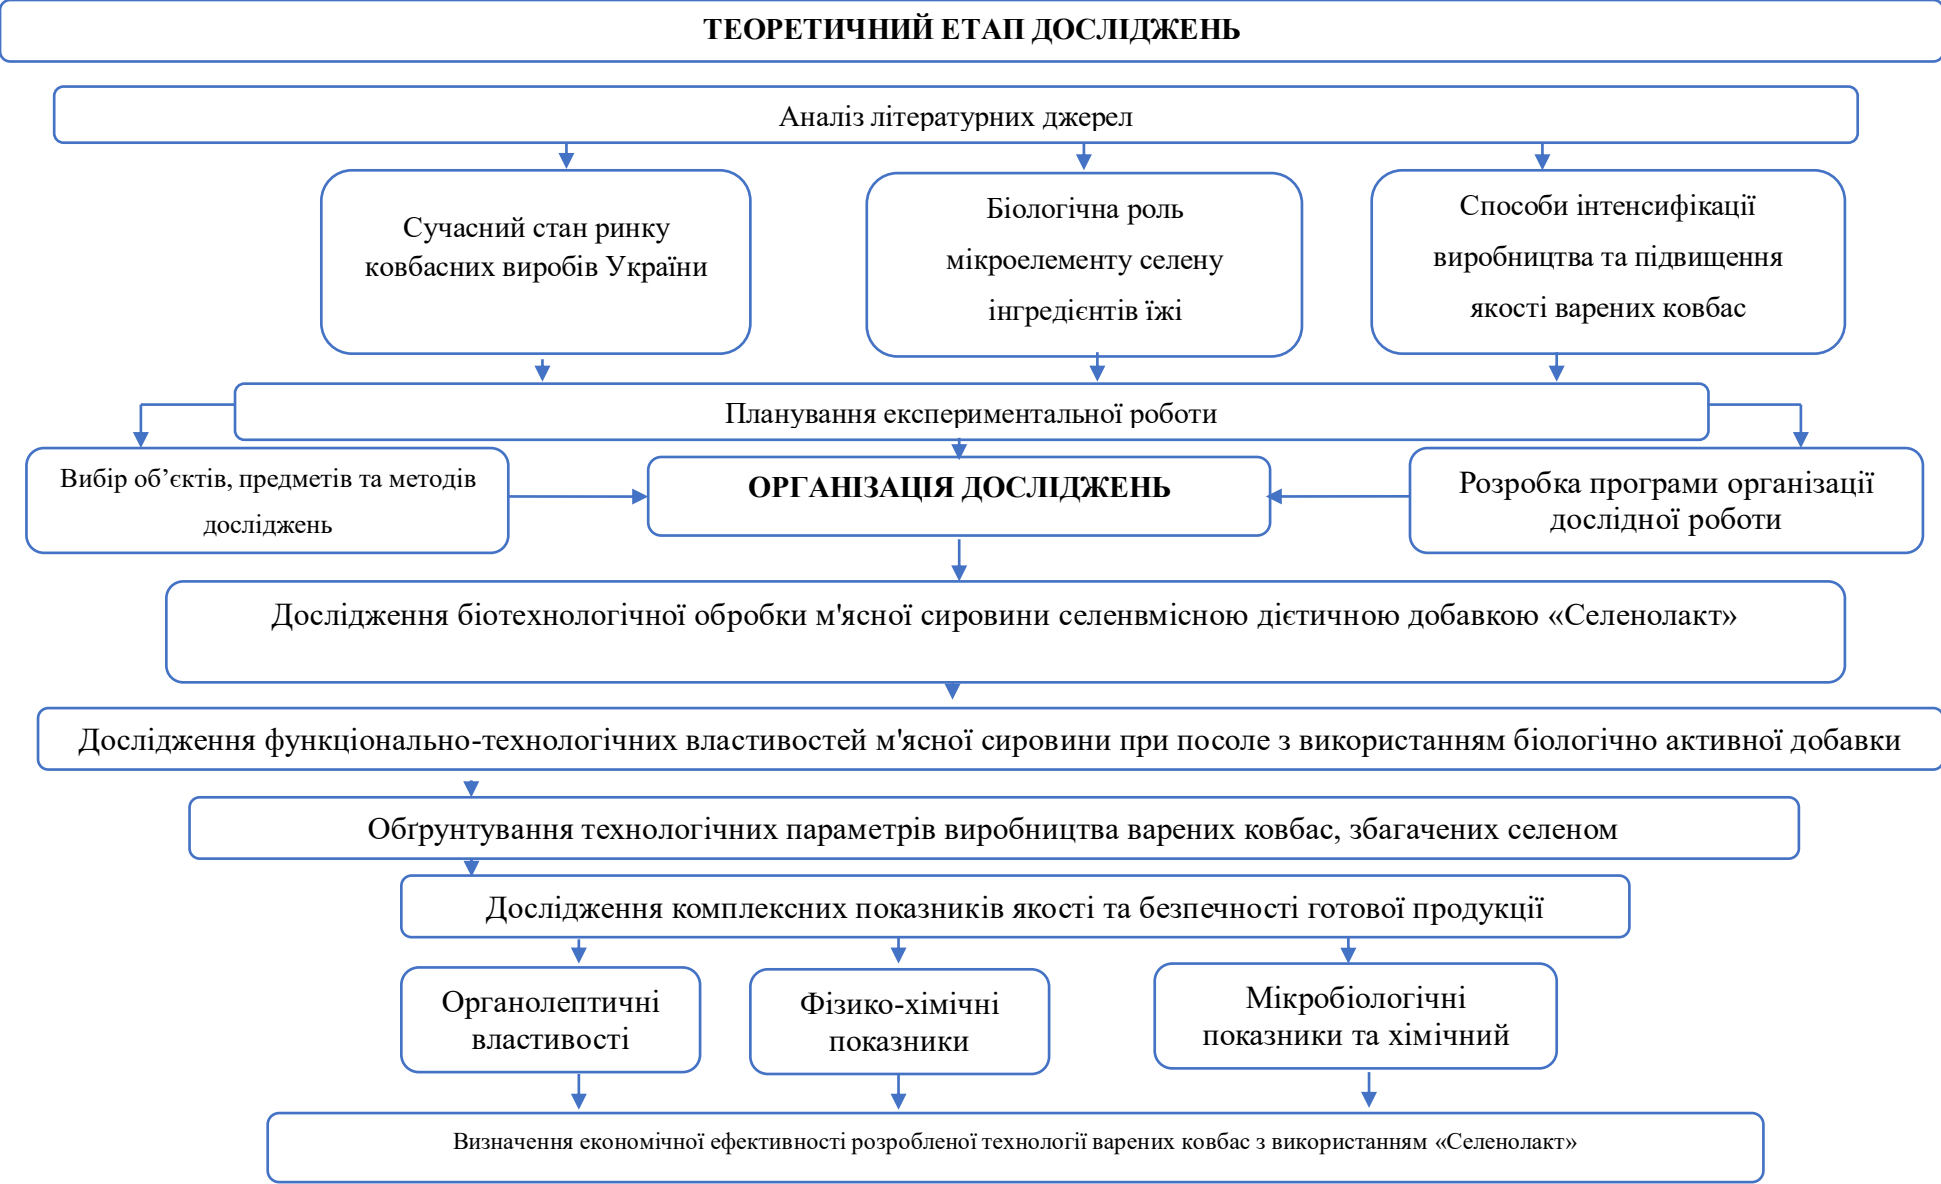 ТЕОРЕТИЧНИЙ ЕТАП ДОСЛІДЖЕНЬ
Аналіз літературних джерел
Сучасний стан ринку
ковбасних виробів України
Біологічна роль
мікроелементу селену
інгредієнтів їжі
Способи інтенсифікації
виробництва та підвищення
якості варених ковбас
Планування експериментальної роботи
Вибір об’єктів, предметів та методів
досліджень
ОРГАНІЗАЦІЯ ДОСЛІДЖЕНЬ
Розробка програми організації
дослідної роботи
Дослідження біотехнологічної обробки м'ясної сировини селенвмісною дієтичною добавкою «Селенолакт»
Дослідження функціонально-технологічних властивостей м'ясної сировини при посоле з використанням біологічно активної добавки
Обґрунтування технологічних параметрів виробництва варених ковбас, збагачених селеном
Дослідження комплексних показників якості та безпечності готової продукції
Органолептичні
властивості
Фізико-хімічні
показники
Мікробіологічні
показники та хімічний
Визначення економічної ефективності розробленої технології варених ковбас з використанням «Селенолакт»